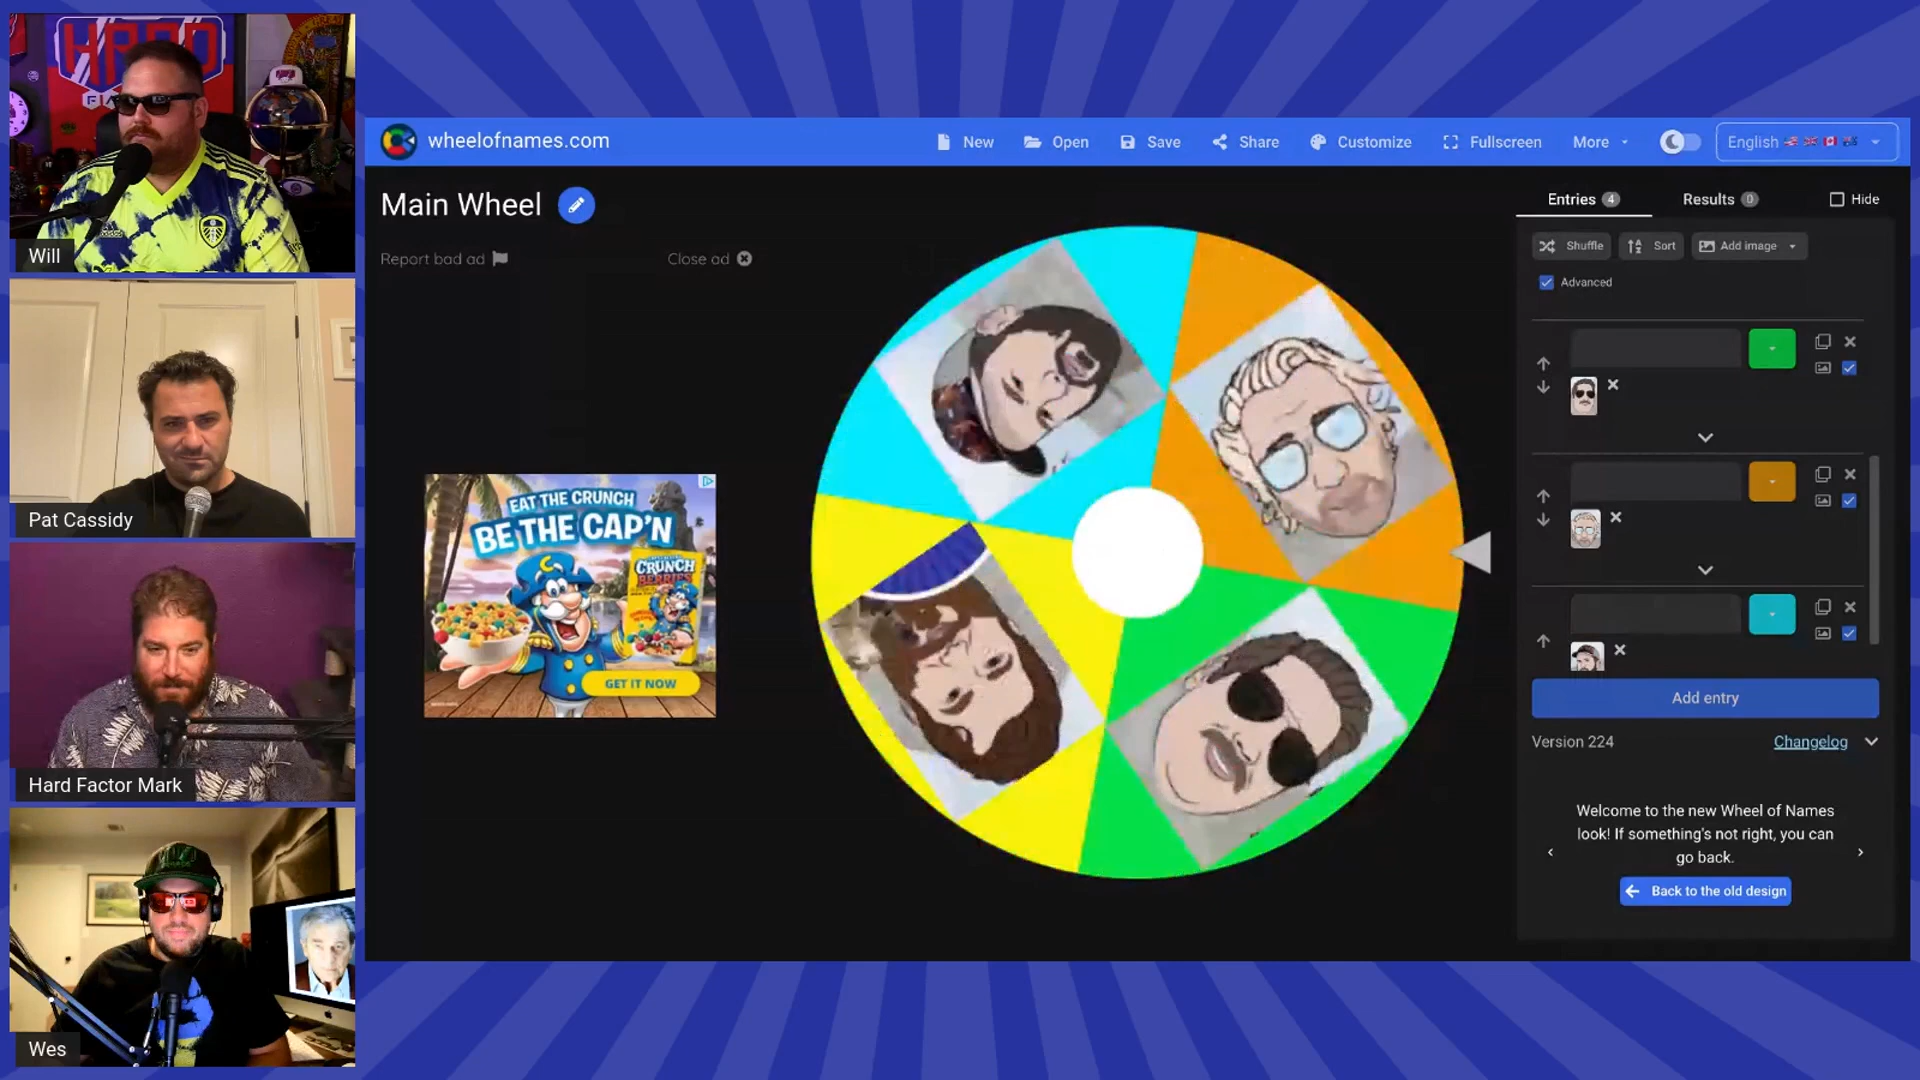 HARD
Will
Pat Cassidy
Hard Factor Mark
Wes
wheelofnames.com
New
Open
Save
Share
Customize
Fullscreen
More
English
Main Wheel
Report bad ad
Close ad
EAT THE CRUNCH
BE THE CAP'N
CRUNCH
BERRIES
GET IT NOW
Entries 4
Results 0
Hide
Shuffle
Sort
Add image
Advanced
Add entry
Version 224
Changelog
Welcome to the new Wheel of Names
look! If something's not right, you can
go back.
Back to the old design